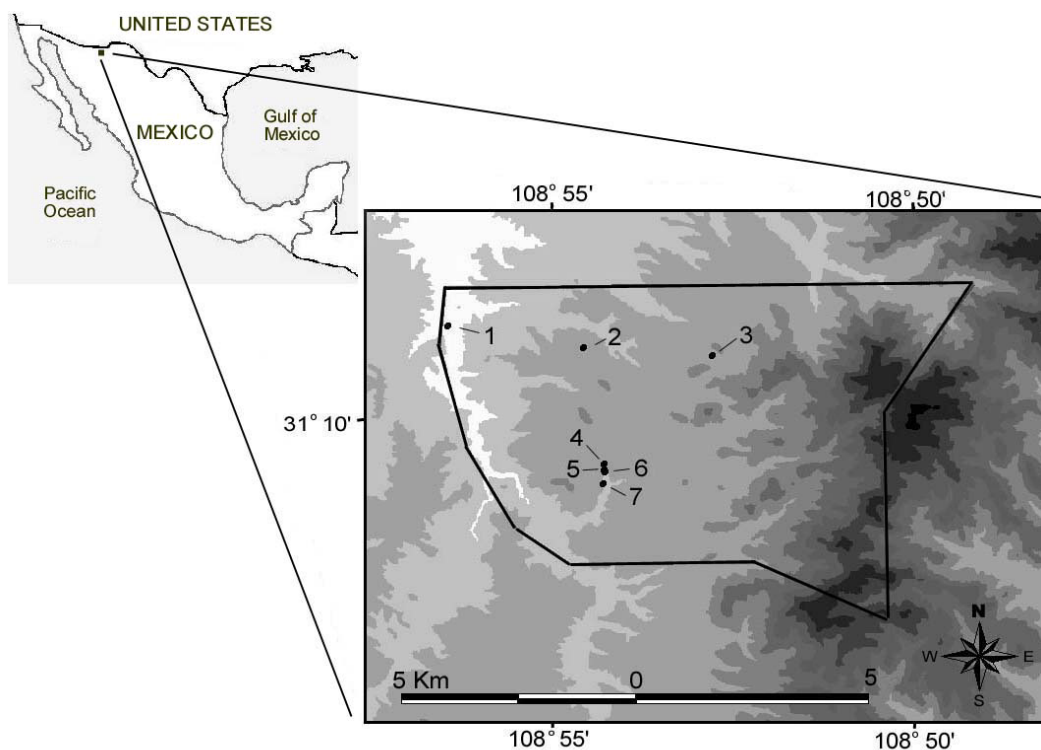 UNITED STATES
MEXICO
Gulf of
Mexico
Pacific
Ocean
108° 55'
108° 50'
31° 10'
1
2
3
4
5
6
7
N
W
E
S
5 Km
0
5
108° 55'
108° 50'